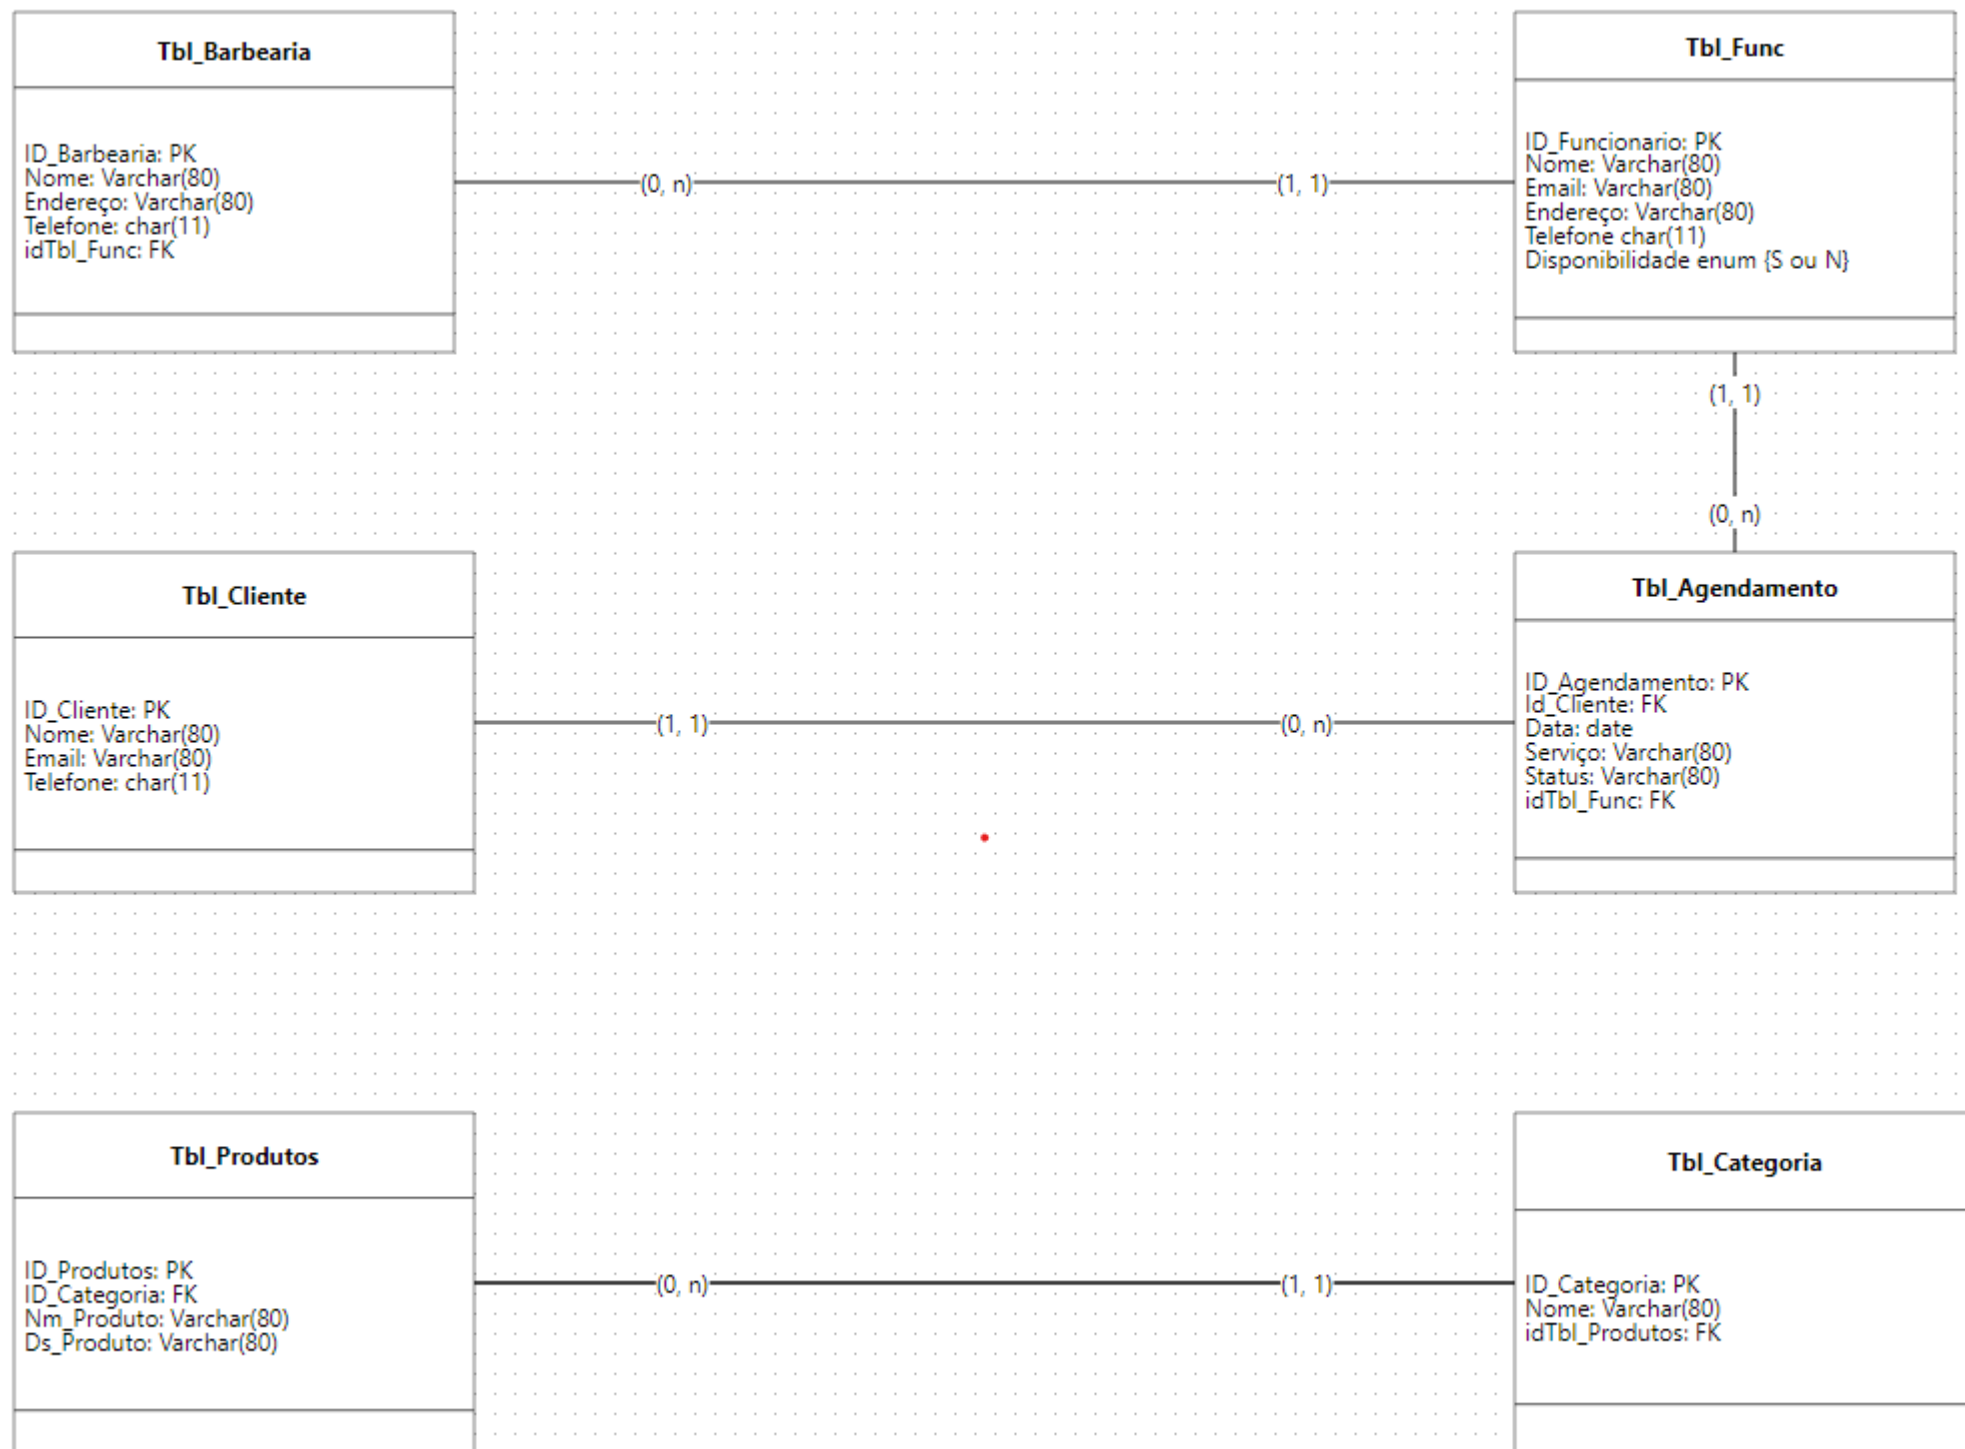 Tbl_Barbearia
ID_Barbearia: PK
Nome: Varchar(80)
Endereço: Varchar(80)
Telefone: char(11)
idTbl_Func: FK
(0, n)
(1, 1)
Tbl_Func
ID_Funcionario: PK
Nome: Varchar(80)
Email: Varchar(80)
Endereço: Varchar(80)
Telefone char(11)
Disponibilidade enum {S ou N}
(1, 1)
(0, n)
Tbl_Cliente
ID_Cliente: PK
Nome: Varchar(80)
Email: Varchar(80)
Telefone: char(11)
(1, 1)
(0, n)
Tbl_Agendamento
ID_Agendamento: PK
Id_Cliente: FK
Data: date
Serviço: Varchar(80)
Status: Varchar(80)
idTbl_Func: FK
Tbl_Produtos
ID_Produtos: PK
ID_Categoria: FK
Nm_Produto: Varchar(80)
Ds_Produto: Varchar(80)
(0, n)
(1, 1)
Tbl_Categoria
ID_Categoria: PK
Nome: Varchar(80)
idTbl_Produtos: FK